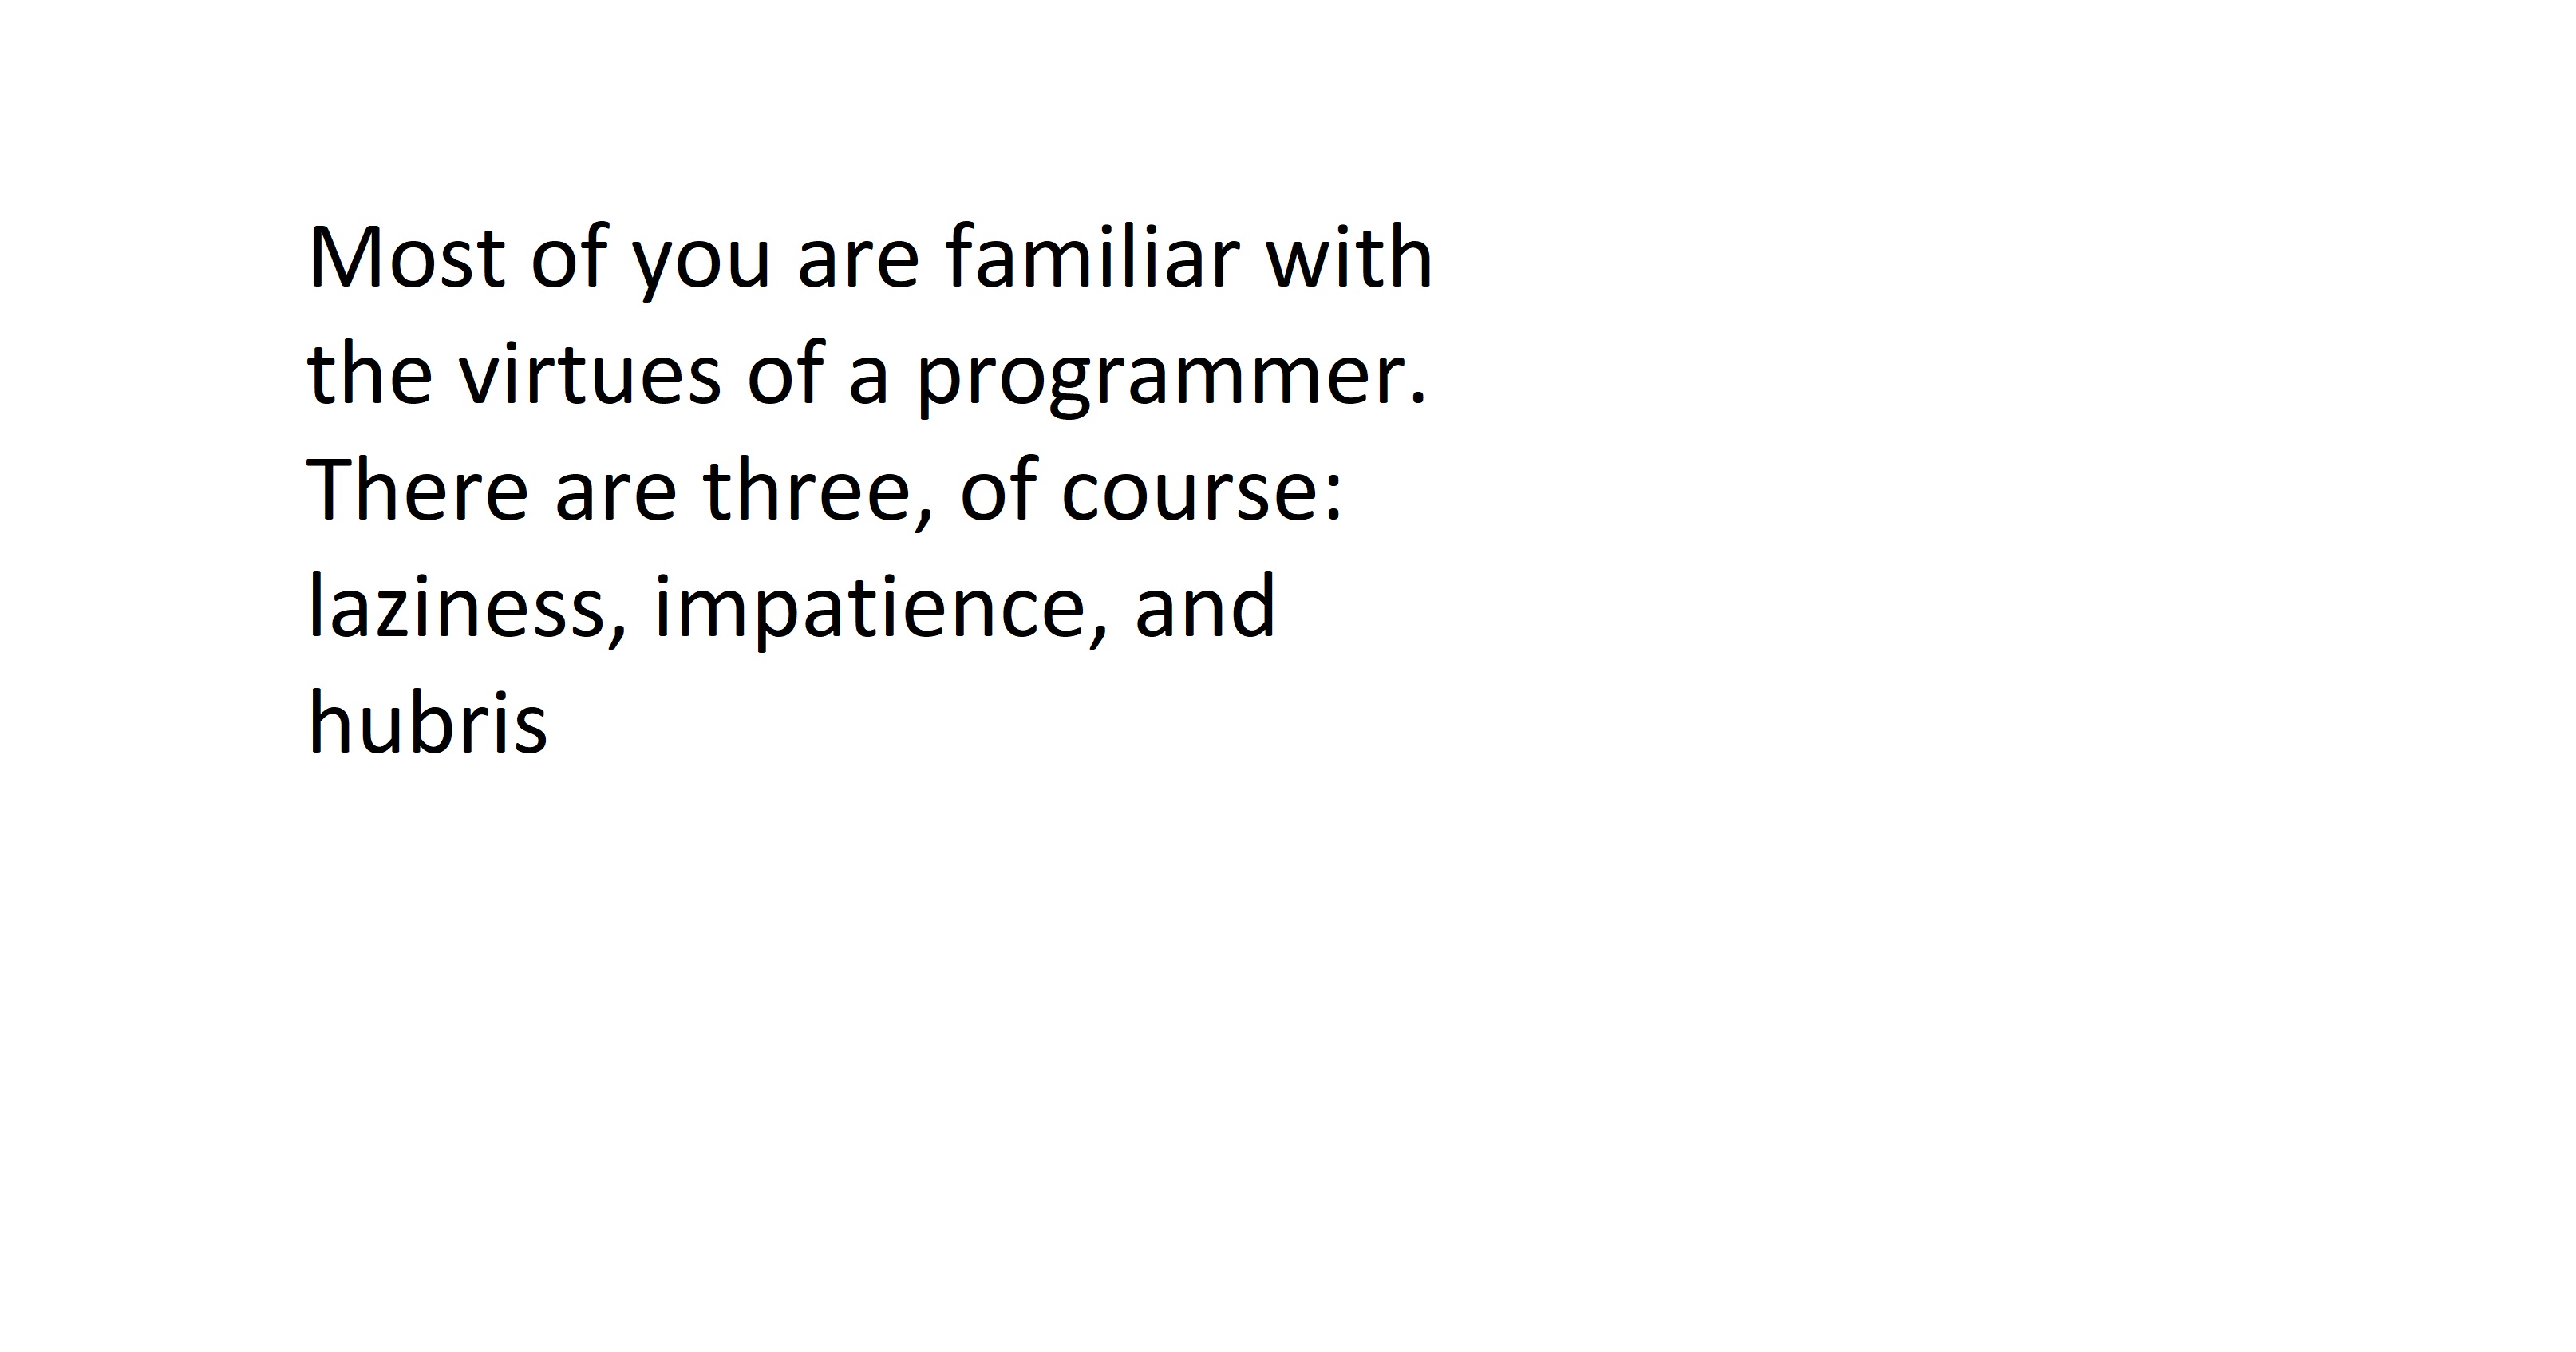 Most of you are familiar with
the virtues of a programmer.
There are three, of course:
laziness, impatience, and
hubris